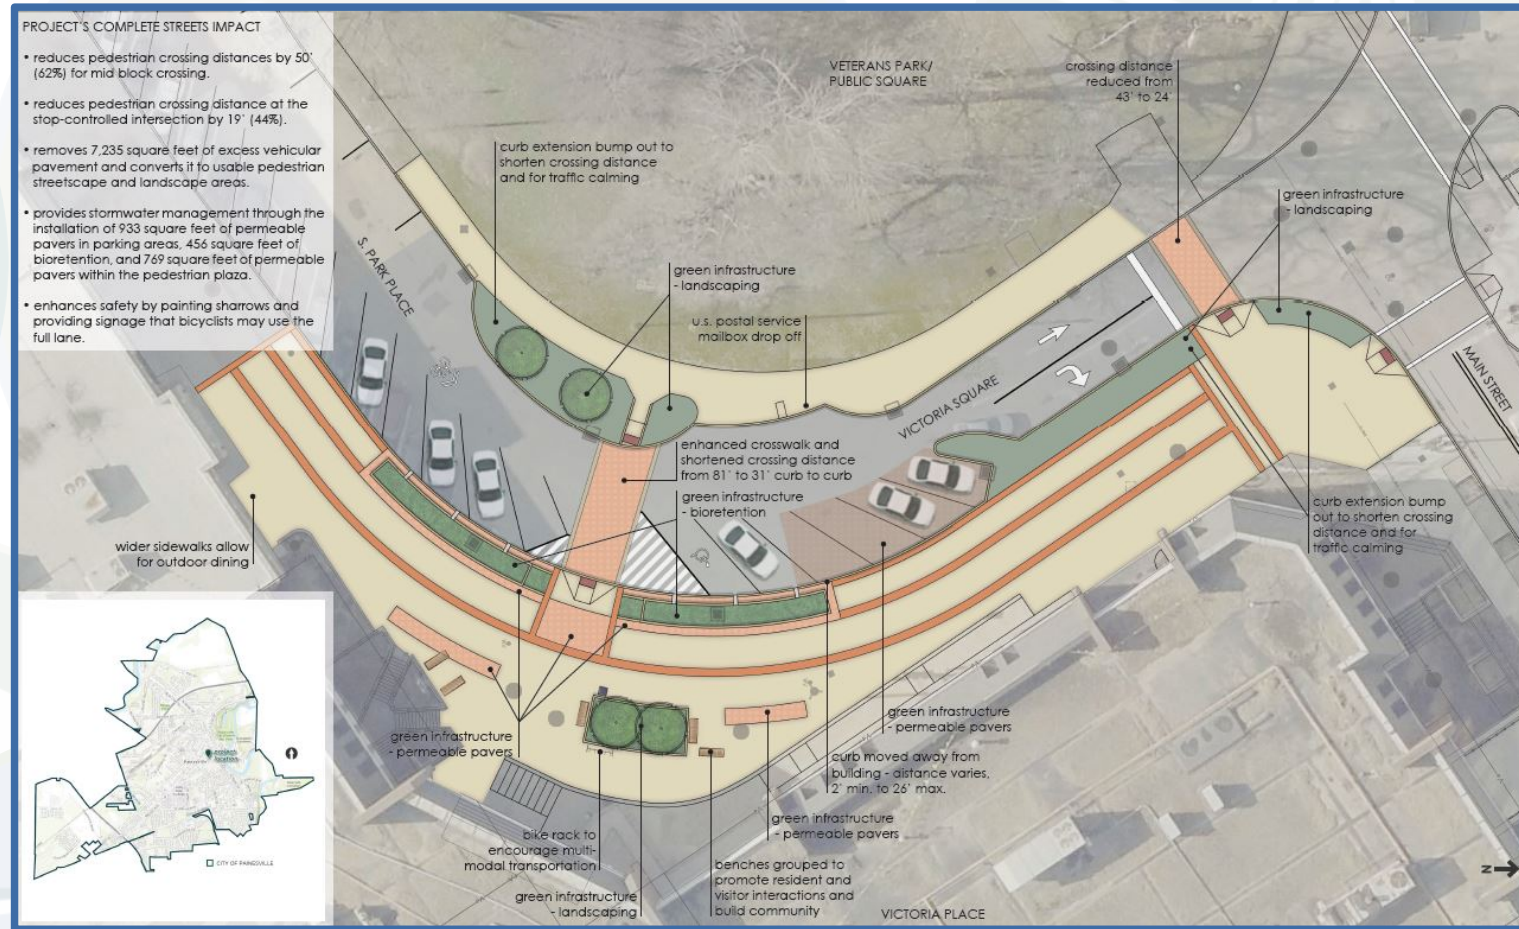 PROJECT'S COMPLETE STREETS IMPACT
• reduces pedestrian crossing distances by 50'
(62%) for mid block crossing.
• reduces pedestrian crossing distance at the
stop-controlled intersection by 19' (44%).
• removes 7,235 square feet of excess vehicular
pavement and converts it to usable pedestrian
streetscape and landscape areas.
• provides stormwater management through the
installation of 933 square feet of permeable
pavers in parking areas, 456 square feet of
bioretention, and 769 square feet of permeable
pavers within the pedestrian plaza.
• enhances safety by painting sharrows and
providing signage that bicyclists may use the
full lane.
VETERANS PARK/
PUBLIC SQUARE
crossing distance
reduced from
43' to 24'
curb extension bump out to
shorten crossing distance
and for traffic calming
green infrastructure
- landscaping
S. PARK PLACE
green infrastructure
- landscaping
u.s. postal service
mailbox drop off
VICTORIA SQUARE
MAIN STREET
enhanced crosswalk and
shortened crossing distance
from 81' to 31' curb to curb
green infrastructure
- bioretention
curb extension bump
out to shorten crossing
distance and for
traffic calming
wider sidewalks allow
for outdoor dining
green infrastructure
- permeable pavers
green infrastructure
- permeable pavers
curb moved away from
building - distance varies,
2' min. to 26' max.
green infrastructure
- permeable pavers
bike rack to
encourage multi-
modal transportation
benches grouped to
promote resident and
visitor interactions and
build community
green infrastructure
- landscaping
VICTORIA PLACE
N
CITY OF PAINESVILLE